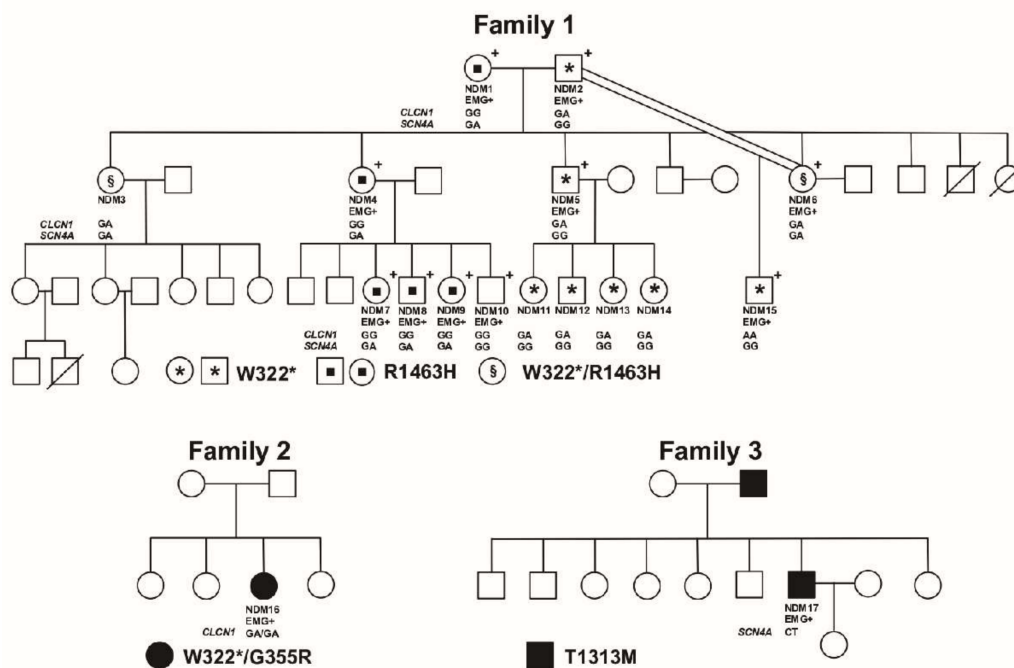 Family 1
+ +
* 
NDM1 NDM2
EMG+ EMG+
CLCN1 GG GA
SCN4A GA GG
§ + * + § +
NDM3 NDM4 NDM5 NDM6
EMG+ EMG+ EMG+
CLCN1 GA GG GA GA
SCN4A GA GA GG GA
+ + + + * * * * * +
NDM7 NDM8 NDM9 NDM10 NDM11 NDM12 NDM13 NDM14 NDM15
EMG+ EMG+ EMG+ EMG+ EMG+
CLCN1 GG GG GG GG GA GA GA GA AA
SCN4A GA GA GA GG GG GG GG GG GG
* * W322* R1463H § W322*/R1463H
Family 2
NDM16
EMG+
CLCN1 GA/GA
W322*/G355R
Family 3
NDM17
EMG+
SCN4A CT
T1313M